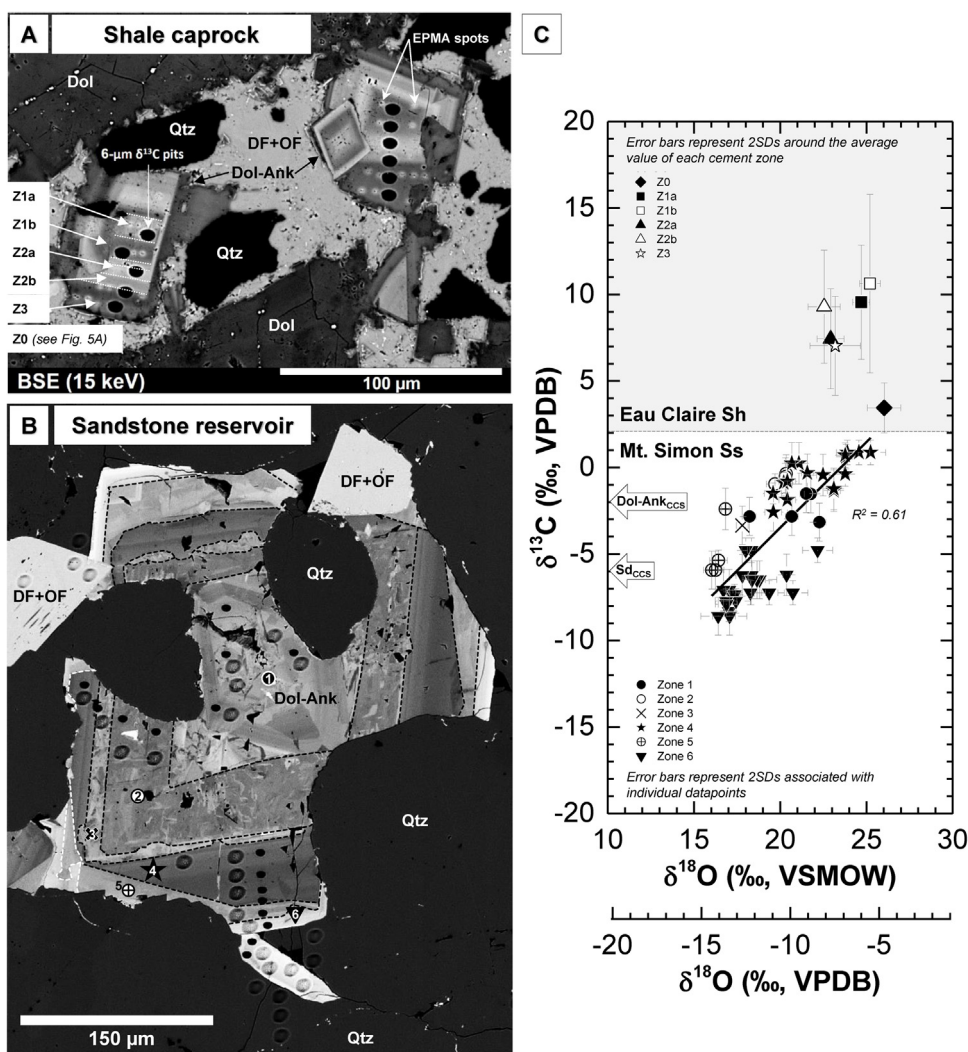 A
Shale caprock
EPMA spots
Dol
Qtz
6-µm δ13C pits
DF+OF
Dol-Ank
Z1a
Z1b
Z2a
Z2b
Z3
Z0 (see Fig. 5A)
Qtz
Dol
BSE (15 keV)
100 µm
B
Sandstone reservoir
DF+OF
DF+OF
Qtz
1
Dol-Ank
2
3
4
5
6
Qtz
150 µm
Qtz
C
Error bars represent 2SDs around the average
value of each cement zone
Z0
Z1a
Z1b
Z2a
Z2b
Z3
Eau Claire Sh
Mt. Simon Ss
Dol-AnkCCS
SdCCS
R² = 0.61
Zone 1
Zone 2
Zone 3
Zone 4
Zone 5
Zone 6
Error bars represent 2SDs associated with
individual datapoints
20
15
10
5
0
-5
-10
-15
-20
δ13C (‰, VPDB)
10 15 20 25 30
δ18O (‰, VSMOW)
-20 -15 -10 -5
δ18O (‰, VPDB)